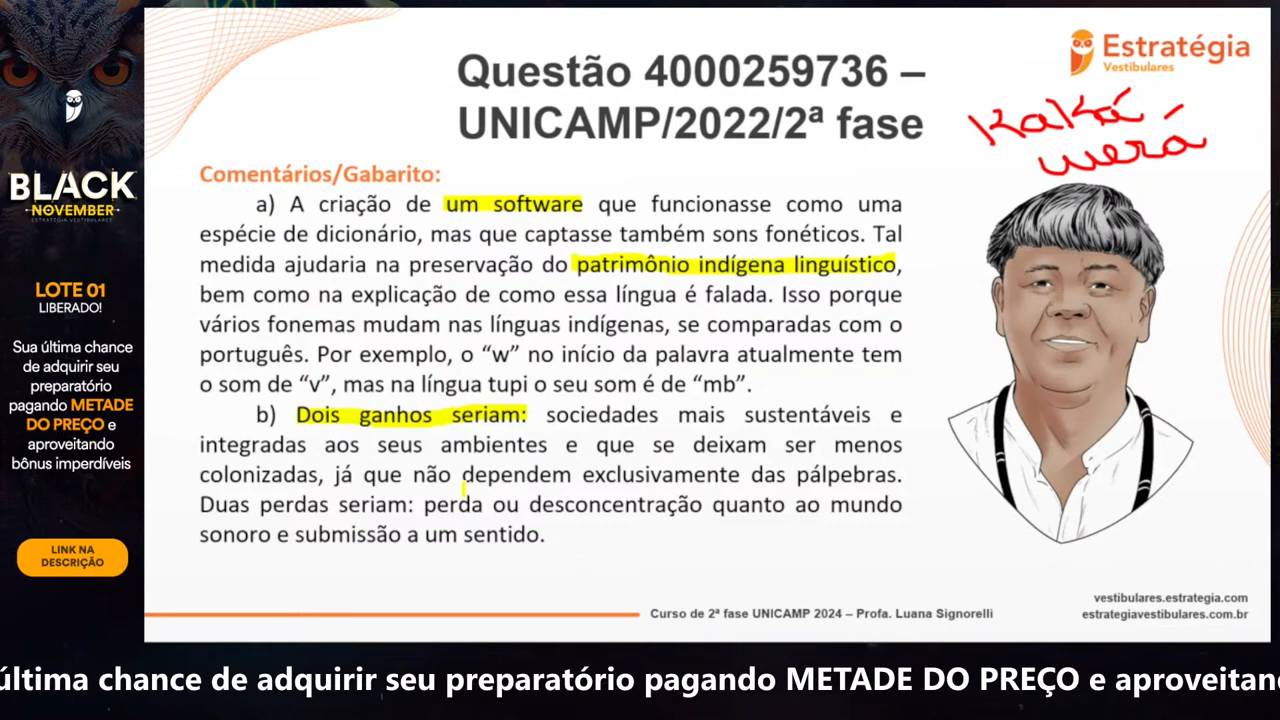 Estratégia
Vestibulares
Questão 4000259736 –
UNICAMP/2022/2ª fase
Kaká
Werá
Comentários/Gabarito:
a) A criação de um software que funcionasse como uma
espécie de dicionário, mas que captasse também sons fonéticos. Tal
medida ajudaria na preservação do patrimônio indígena linguístico,
bem como na explicação de como essa língua é falada. Isso porque
vários fonemas mudam nas línguas indígenas, se comparadas com o
português. Por exemplo, o “w” no início da palavra atualmente tem
o som de “v”, mas na língua tupi o seu som é de “mb”.
b) Dois ganhos seriam: sociedades mais sustentáveis e
integradas aos seus ambientes e que se deixam ser menos
colonizadas, já que não dependem exclusivamente das pálpebras.
Duas perdas seriam: perda ou desconcentração quanto ao mundo
sonoro e submissão a um sentido.
Curso de 2ª fase UNICAMP 2024 – Profa. Luana Signorelli
vestibulares.estrategia.com
estrategiavestibulares.com.br
BLACK
NOVEMBER
ESTRATÉGIA VESTIBULARES
LOTE 01
LIBERADO!
Sua última chance
de adquirir seu
preparatório
pagando METADE
DO PREÇO e
aproveitando
bônus imperdíveis
LINK NA
DESCRIÇÃO
última chance de adquirir seu preparatório pagando METADE DO PREÇO e aproveitan